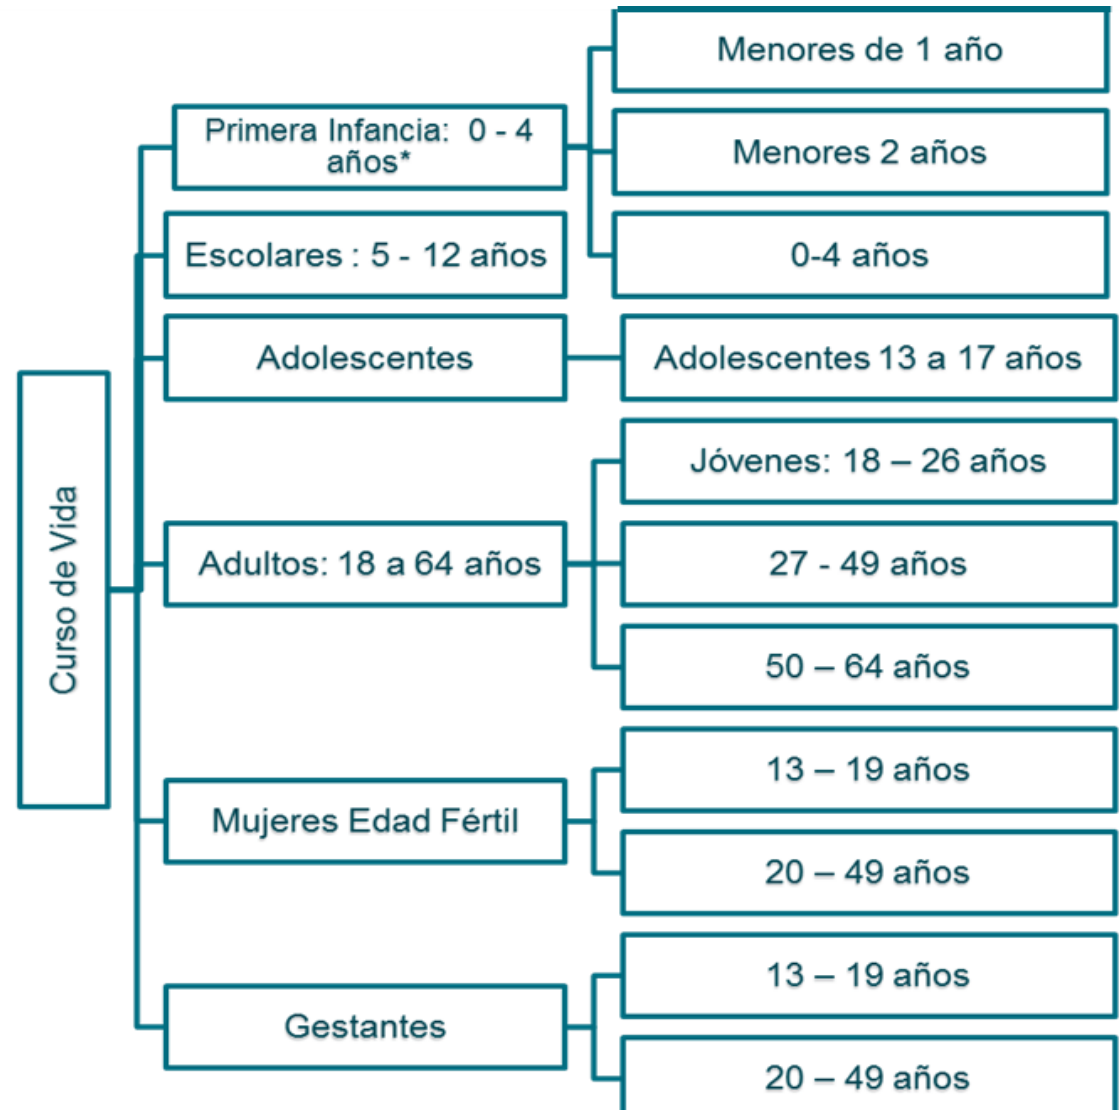 Curso de Vida
Primera Infancia:  0 - 4
años*
Menores de 1 año
Menores 2 años
0-4 años
Escolares : 5 - 12 años
Adolescentes
Adolescentes 13 a 17 años
Adultos: 18 a 64 años
Jóvenes: 18 – 26 años
27 - 49 años
50 – 64 años
Mujeres Edad Fértil
13 – 19 años
20 – 49 años
Gestantes
13 – 19 años
20 – 49 años